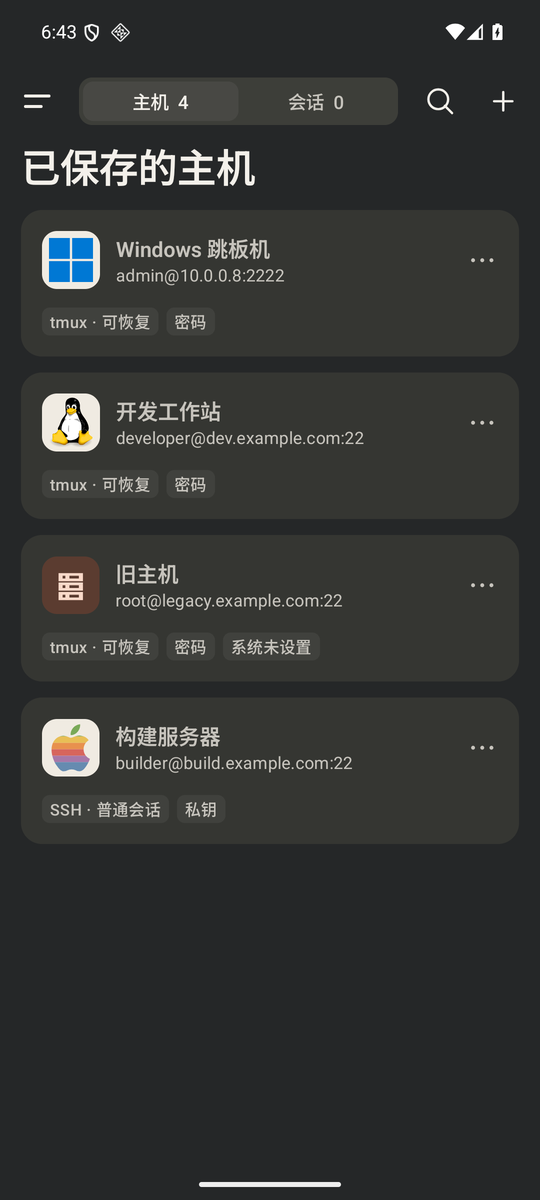 6:43
主机 4
会话 0
已保存的主机
Windows 跳板机
admin@10.0.0.8:2222
tmux · 可恢复
密码
开发工作站
developer@dev.example.com:22
tmux · 可恢复
密码
旧主机
root@legacy.example.com:22
tmux · 可恢复
密码
系统未设置
构建服务器
builder@build.example.com:22
SSH · 普通会话
私钥